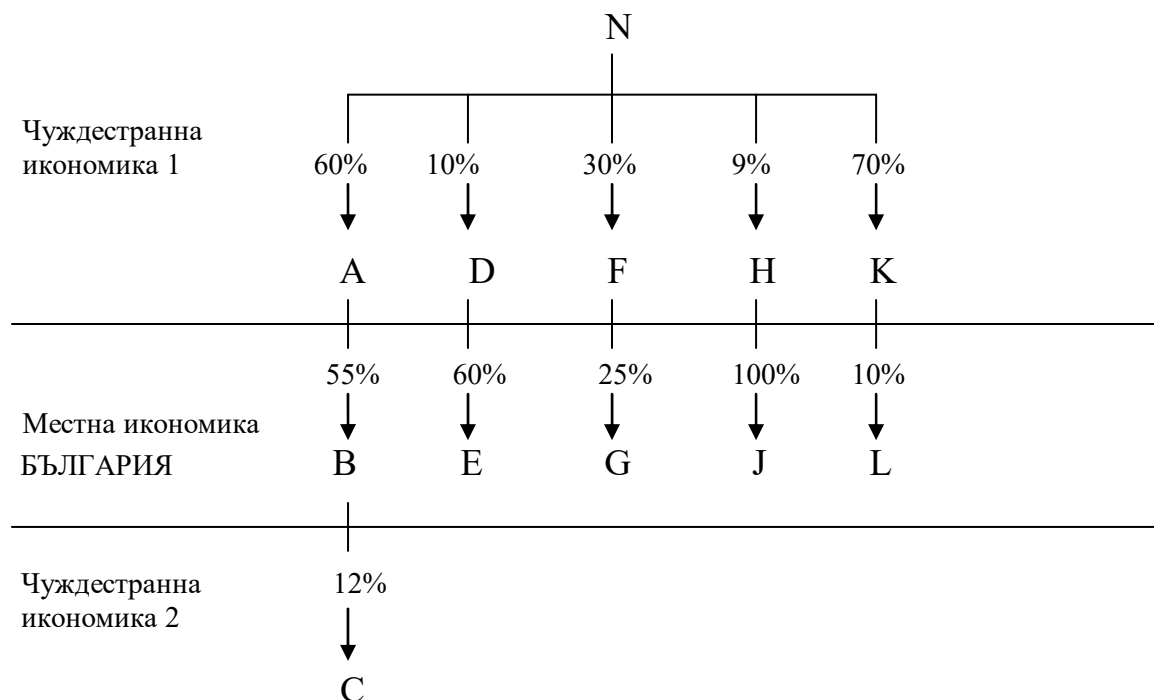 N
Чуждестранна
икономика 1
60% 10% 30% 9% 70%
A D F H K
55% 60% 25% 100% 10%
Местна икономика
БЪЛГАРИЯ
B E G J L
Чуждестранна
икономика 2
12%
C